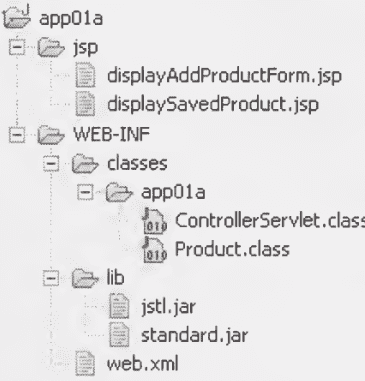 app01a
jsp
displayAddProductForm.jsp
displaySavedProduct.jsp
WEB-INF
classes
app01a
ControllerServlet.class
Product.class
lib
jstl.jar
standard.jar
web.xml